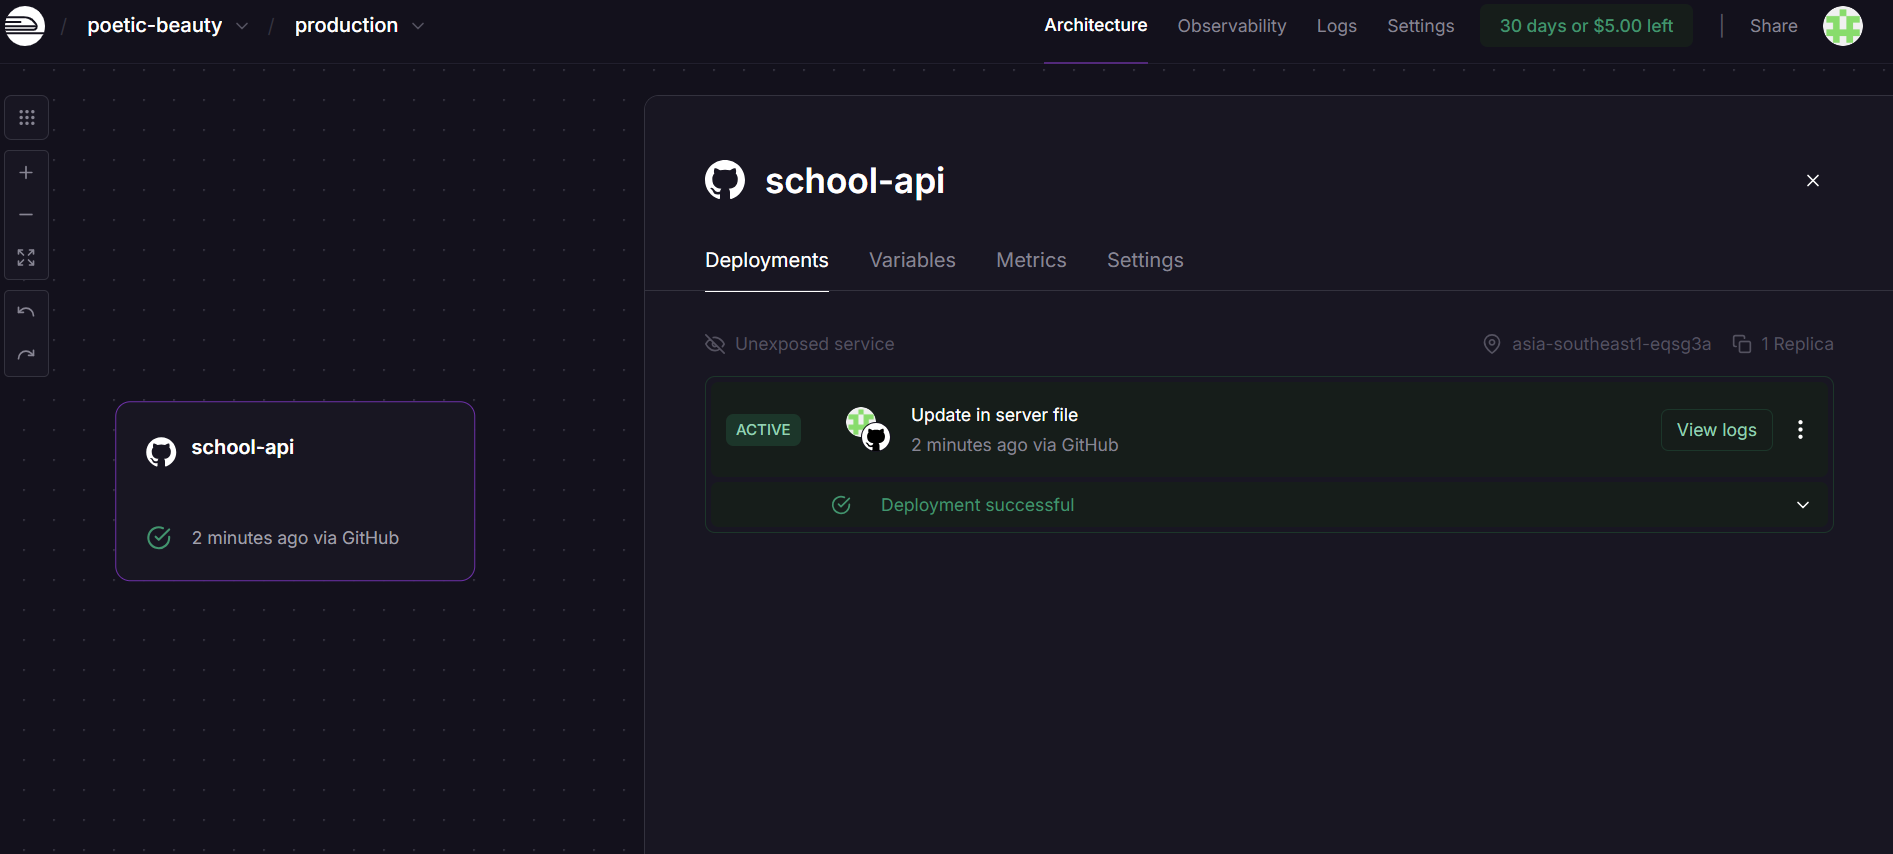 / poetic-beauty / production
Architecture Observability Logs Settings 30 days or $5.00 left | Share
school-api
Deployments Variables Metrics Settings
Unexposed service asia-southeast1-eqsg3a 1 Replica
ACTIVE Update in server file View logs
2 minutes ago via GitHub
Deployment successful
school-api
2 minutes ago via GitHub